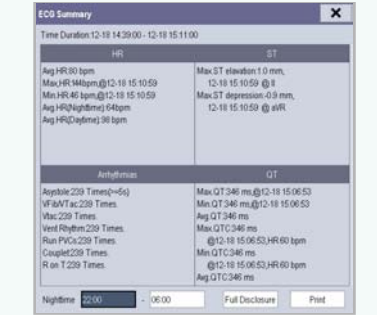 ECG Summary
Time Duration:12-18 14:39:00 - 12-18 15:11:00
HR
Avg.HR:80 bpm
Max.HR:144bpm,@12-18 15:10:59
Min.HR:46 bpm,@12-18 15:10:59
Avg.HR(Nighttime):64bpm
Avg.HR(Daytime):98 bpm
ST
Max.ST elavation:1.0 mm,
12-18 15:10:59 @ II
Max.ST depression:-0.9 mm,
12-18 15:10:59 @ aVR
Arrhythmias
Asystole:239 Times(>=5s)
VFib/VTac:239 Times.
Vtac:239 Times.
Vent Rhythm:239 Times.
Run PVCs:239 Times.
Couplet:239 Times.
R on T:239 Times.
QT
Max.QT:346 ms,@12-18 15:06:53
Min.QT:346 ms,@12-18 15:06:53
Avg.QT:346 ms
Max.QTC:346 ms
@12-18 15:06:53,HR:60 bpm
Min.QTC:346 ms
@12-18 15:06:53,HR:60 bpm
Avg.QTC:346 ms
Nighttime 22:00 - 06:00 Full Disclosure Print